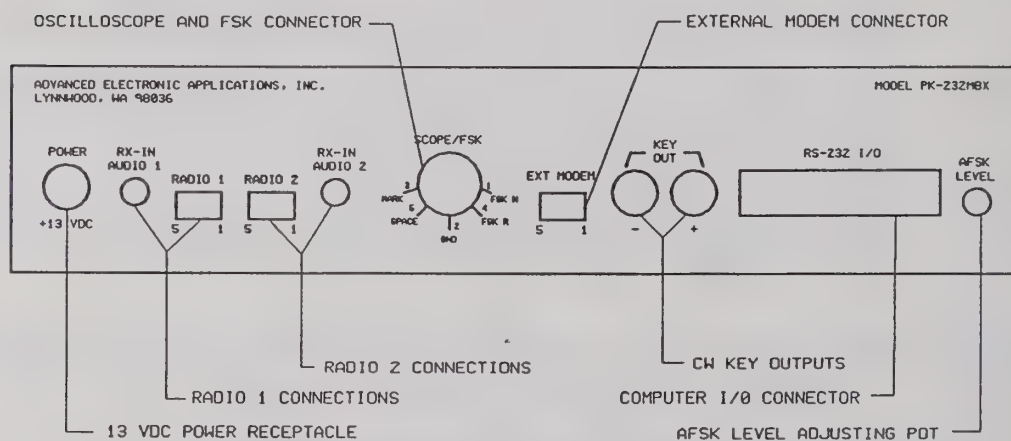 OSCILLOSCOPE AND FSK CONNECTOR
EXTERNAL MODEM CONNECTOR
ADVANCED ELECTRONIC APPLICATIONS, INC.
LYNNWOOD, WA 98036
MODEL PK-232MBX
POWER
+13 VDC
RX-IN
AUDIO 1
RADIO 1
5 1
RADIO 2
5 1
RX-IN
AUDIO 2
SCOPE/FSK
3
MARK
5
SPACE
2
GND
4
FSK R
1
FSK N
EXT MODEM
5 1
KEY
OUT
- +
RS-232 I/O
AFSK
LEVEL
RADIO 2 CONNECTIONS
CW KEY OUTPUTS
RADIO 1 CONNECTIONS
COMPUTER I/0 CONNECTOR
13 VDC POWER RECEPTACLE
AFSK LEVEL ADJUSTING POT